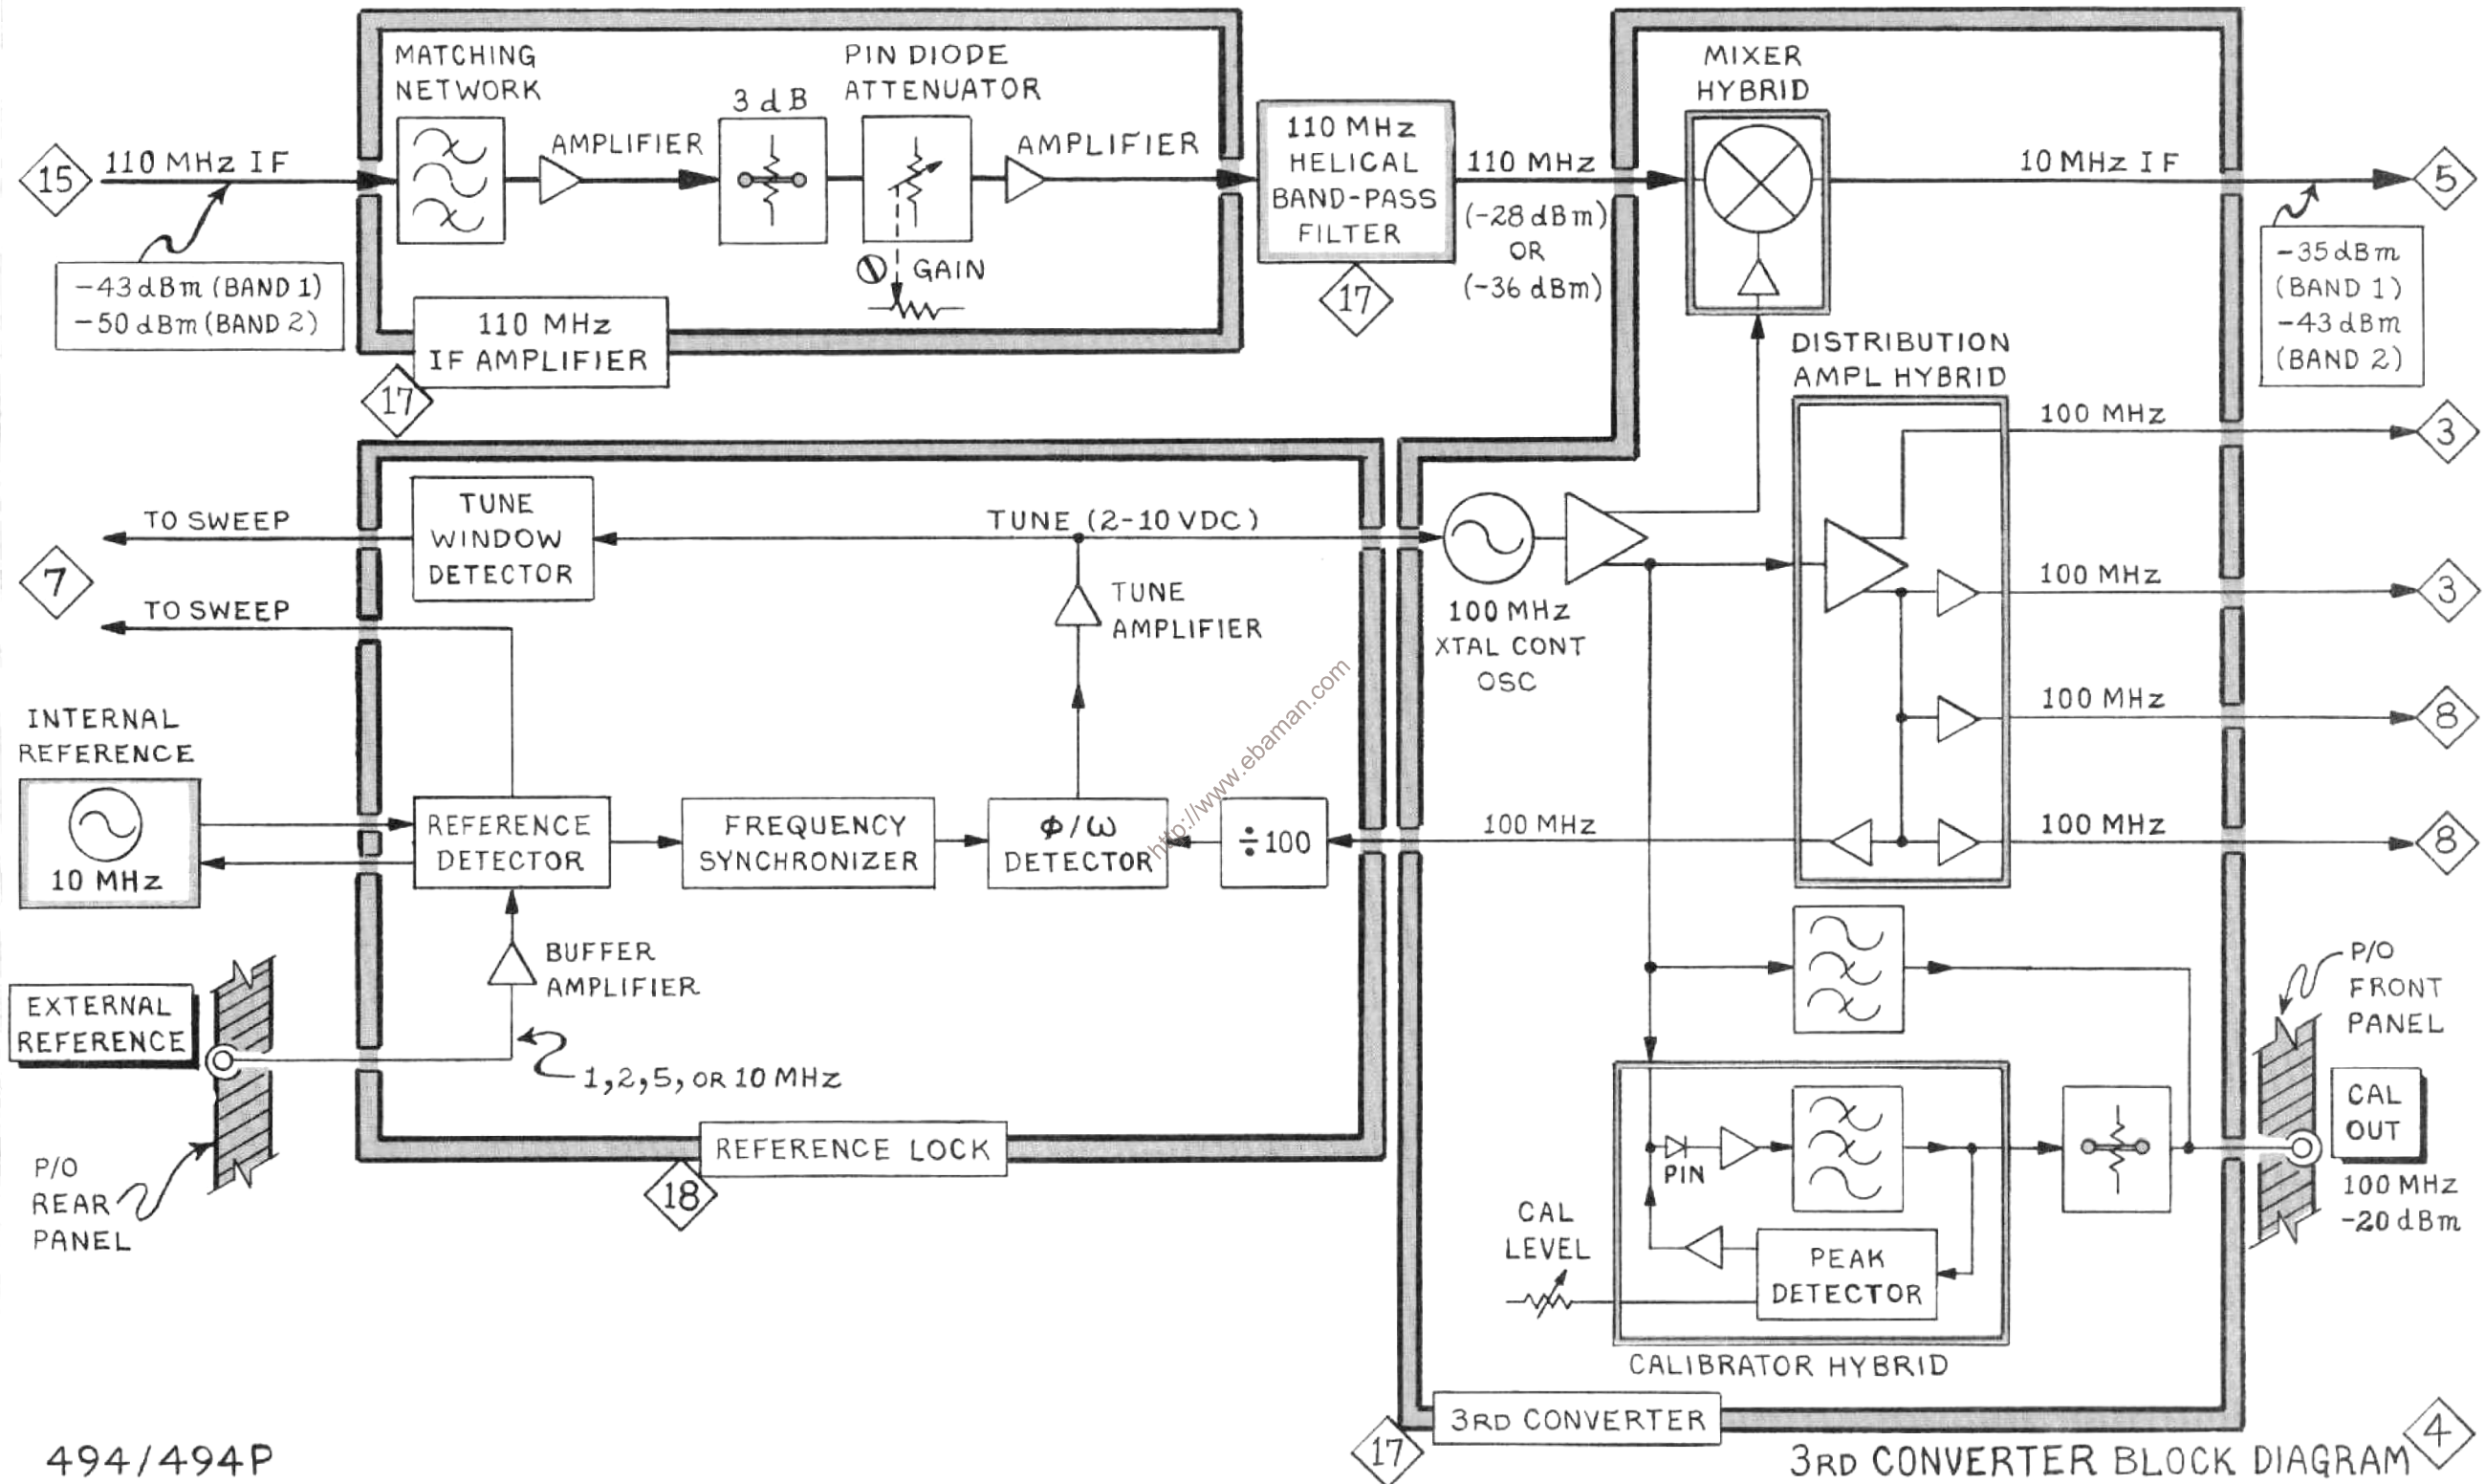 MATCHING
NETWORK
AMPLIFIER
3 dB
PIN DIODE
ATTENUATOR
AMPLIFIER
GAIN
15
110 MHz IF
-43 dBm (BAND 1)
-50 dBm (BAND 2)
110 MHz
IF AMPLIFIER
17
110 MHz
HELICAL
BAND-PASS
FILTER
17
110 MHz
(-28 dBm)
OR
(-36 dBm)
MIXER
HYBRID
10 MHz IF
5
-35 dBm
(BAND 1)
-43 dBm
(BAND 2)
DISTRIBUTION
AMPL HYBRID
100 MHz
3
100 MHz
3
100 MHz
8
100 MHz
8
7
TO SWEEP
TO SWEEP
TUNE
WINDOW
DETECTOR
TUNE (2-10 VDC)
TUNE
AMPLIFIER
100 MHz
XTAL CONT
OSC
INTERNAL
REFERENCE
10 MHz
REFERENCE
DETECTOR
FREQUENCY
SYNCHRONIZER
ϕ/ω
DETECTOR
÷100
100 MHz
http://www.ebaman.com
BUFFER
AMPLIFIER
EXTERNAL
REFERENCE
1,2,5, OR 10 MHz
P/O
REAR
PANEL
REFERENCE LOCK
18
P/O
FRONT
PANEL
CAL
OUT
100 MHz
-20 dBm
PIN
CAL
LEVEL
PEAK
DETECTOR
CALIBRATOR HYBRID
3RD CONVERTER
17
494/494P
3RD CONVERTER BLOCK DIAGRAM
4